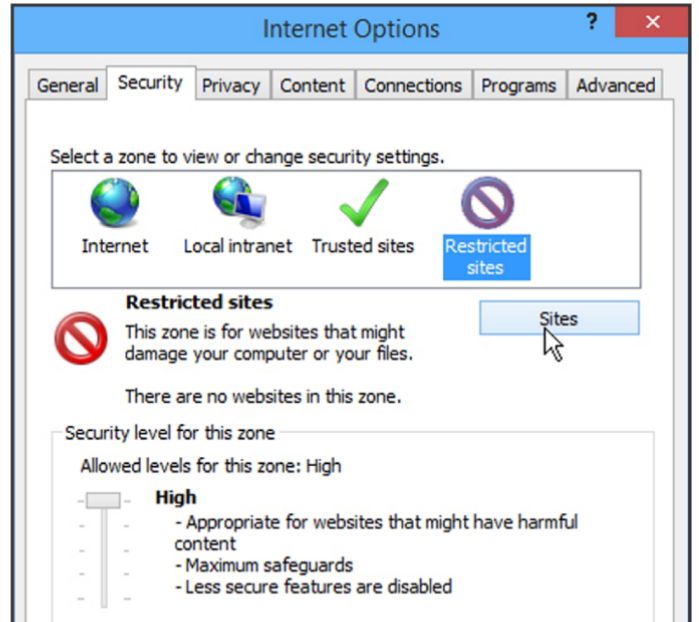 Internet Options
?
×
General Security Privacy Content Connections Programs Advanced
Select a zone to view or change security settings.
Internet Local intranet Trusted sites Restricted
sites
Restricted sites
Sites
This zone is for websites that might
damage your computer or your files.
There are no websites in this zone.
Security level for this zone
Allowed levels for this zone: High
High
- Appropriate for websites that might have harmful
content
- Maximum safeguards
- Less secure features are disabled